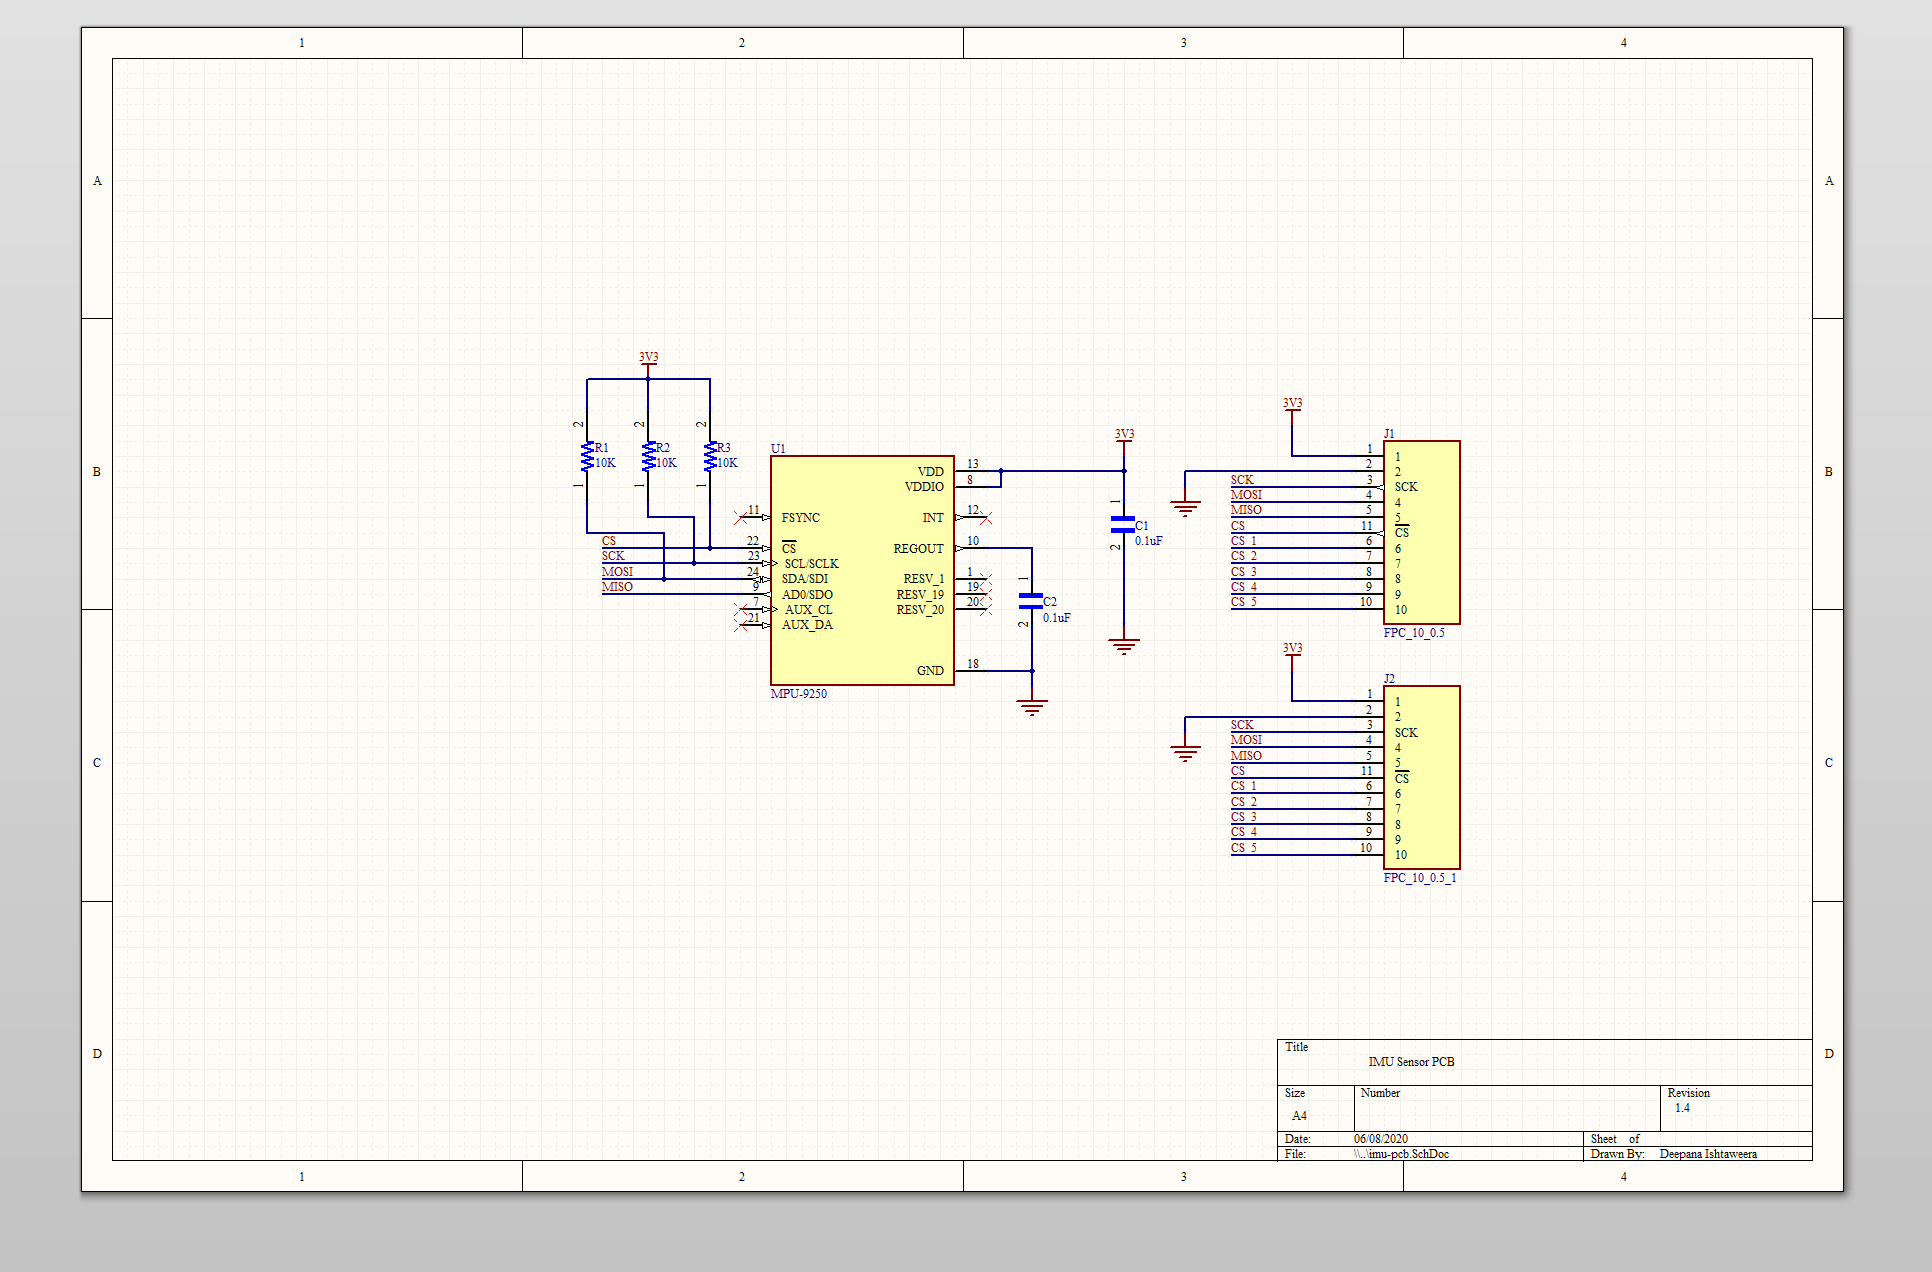 1 2 3 4
A A
3V3
3V3
B B
3V3
J1
2 2 2
R1 R2 R3
10K 10K 10K
1 1 1
U1
VDD 13
VDDIO 8
11 FSYNC
INT 12
CS 22 CS
REGOUT 10
SCK 23 SCL/SCLK
MOSI 24 SDA/SDI
RESV_1 1
MISO 9 AD0/SDO
RESV_19 19
7 AUX_CL
RESV_20 20
21 AUX_DA
GND 18
MPU-9250
1
C1
0.1uF
2
1
C2
0.1uF
2
1 1
2 2
SCK 3 SCK
MOSI 4 4
MISO 5 5
CS 11 CS
CS_1 6 6
CS_2 7 7
CS_3 8 8
CS_4 9 9
CS_5 10 10
FPC_10_0.5
3V3
J2
1 1
2 2
SCK 3 SCK
MOSI 4 4
MISO 5 5
CS 11 CS
CS_1 6 6
CS_2 7 7
CS_3 8 8
CS_4 9 9
CS_5 10 10
FPC_10_0.5_1
C C
D D
Title
IMU Sensor PCB
Size Number Revision
A4 1.4
Date: 06/08/2020 Sheet of
File: \\..\imu-pcb.SchDoc Drawn By: Deepana Ishtaweera
1 2 3 4